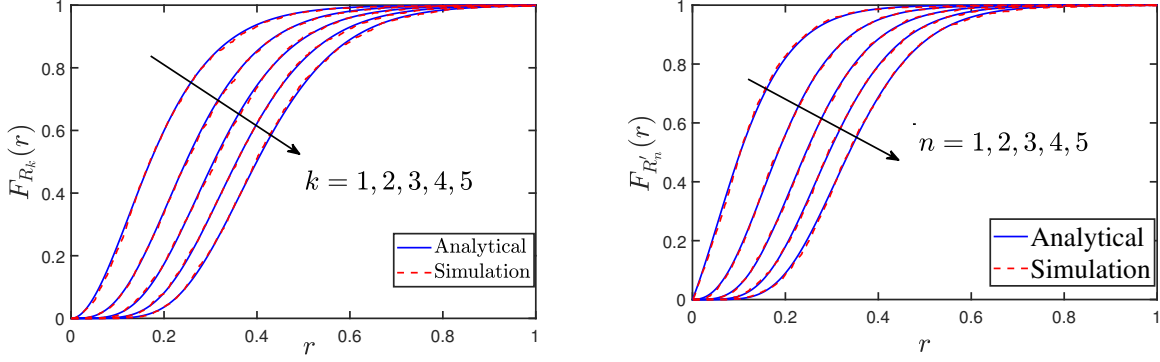 1
0.8
0.6
0.4
0.2
0
F_{R_k}(r)
k = 1, 2, 3, 4, 5
Analytical
Simulation
0 0.2 0.4 0.6 0.8 1
r
1
0.8
0.6
0.4
0.2
0
F_{R'_n}(r)
n = 1, 2, 3, 4, 5
Analytical
Simulation
0 0.2 0.4 0.6 0.8 1
r